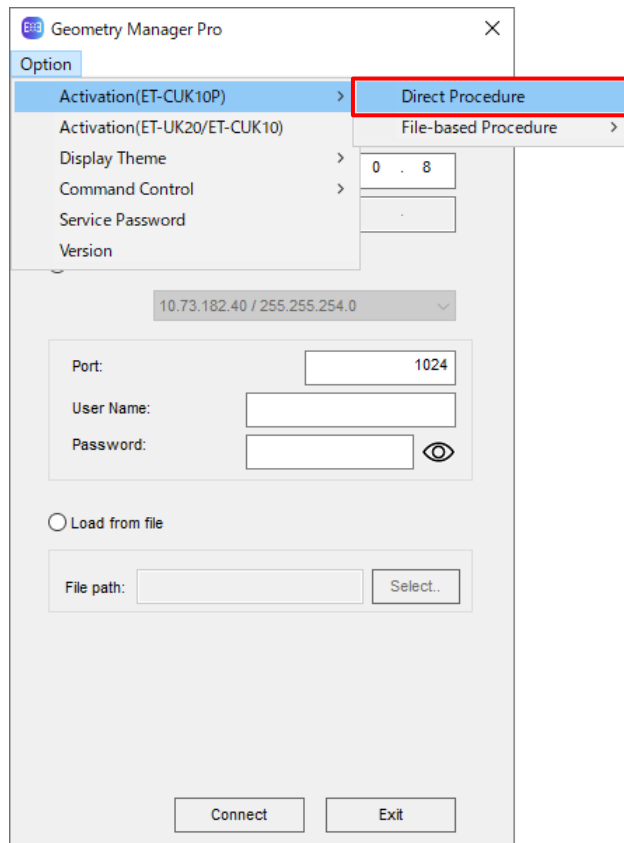 Geometry Manager Pro
Option
Activation(ET-CUK10P)
Direct Procedure
Activation(ET-UK20/ET-CUK10)
File-based Procedure
Display Theme
0 . 8
Command Control
Service Password
.
Version
10.73.182.40 / 255.255.254.0
Port:
1024
User Name:
Password:
Load from file
File path:
Select..
Connect
Exit